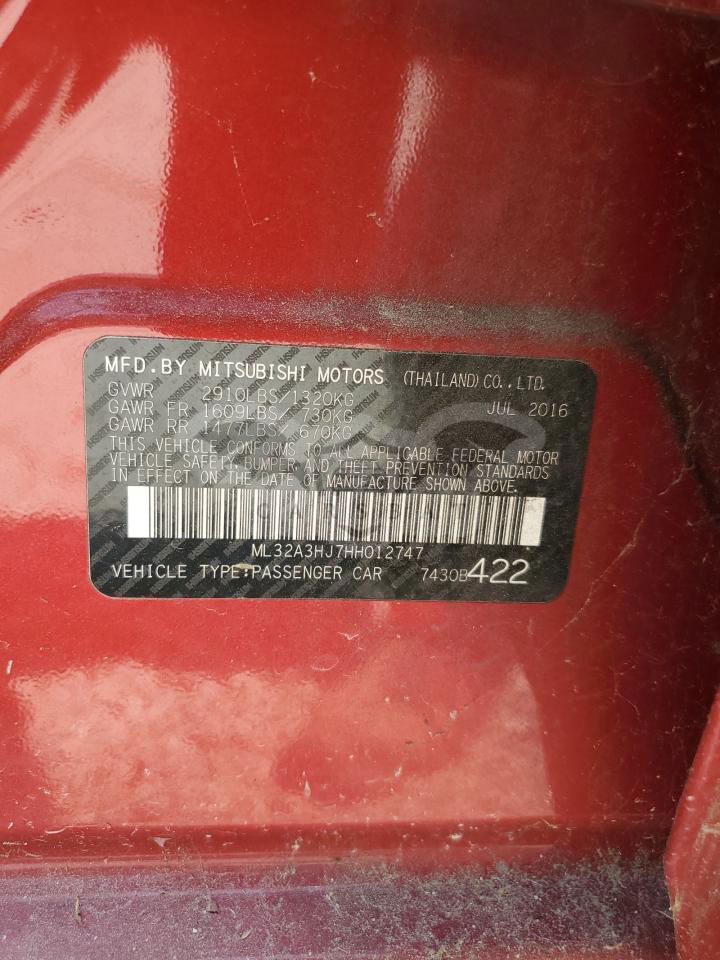 MFD.BY MITSUBISHI MOTORS (THAILAND) CO.,LTD.
GVWR 2910LBS/1320KG JUL 2016
GAWR FR 1609LBS/ 730KG
GAWR RR 1477LBS/ 670KG
THIS VEHICLE CONFORMS TO ALL APPLICABLE FEDERAL MOTOR
VEHICLE SAFETY, BUMPER, AND THEFT PREVENTION STANDARDS
IN EFFECT ON THE DATE OF MANUFACTURE SHOWN ABOVE.
ML32A3HJ7HH012747
VEHICLE TYPE:PASSENGER CAR 7430B422